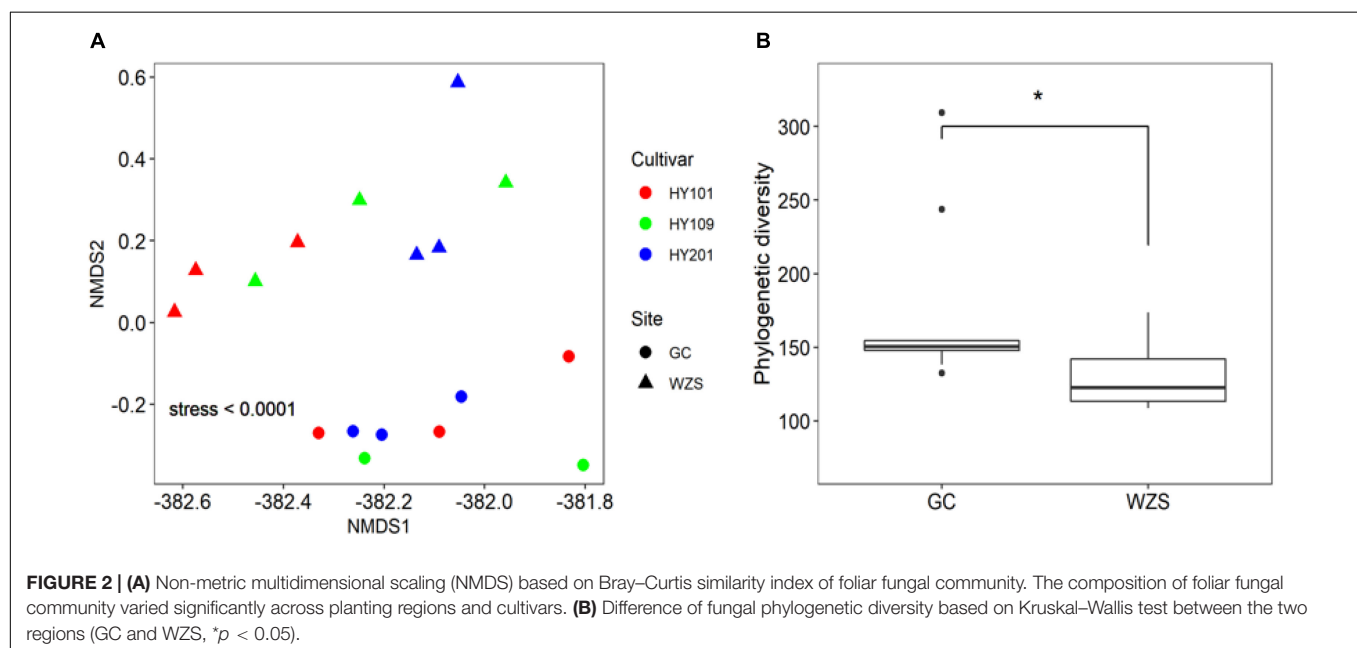 A
0.6
0.4
0.2
0.0
-0.2
NMDS2
stress < 0.0001
-382.6 -382.4 -382.2 -382.0 -381.8
NMDS1
Cultivar
HY101
HY109
HY201
Site
GC
WZS
B
*
300
250
200
150
100
Phylogenetic diversity
GC WZS
FIGURE 2 | (A) Non-metric multidimensional scaling (NMDS) based on Bray–Curtis similarity index of foliar fungal community. The composition of foliar fungal
community varied significantly across planting regions and cultivars. (B) Difference of fungal phylogenetic diversity based on Kruskal–Wallis test between the two
regions (GC and WZS, *p < 0.05).